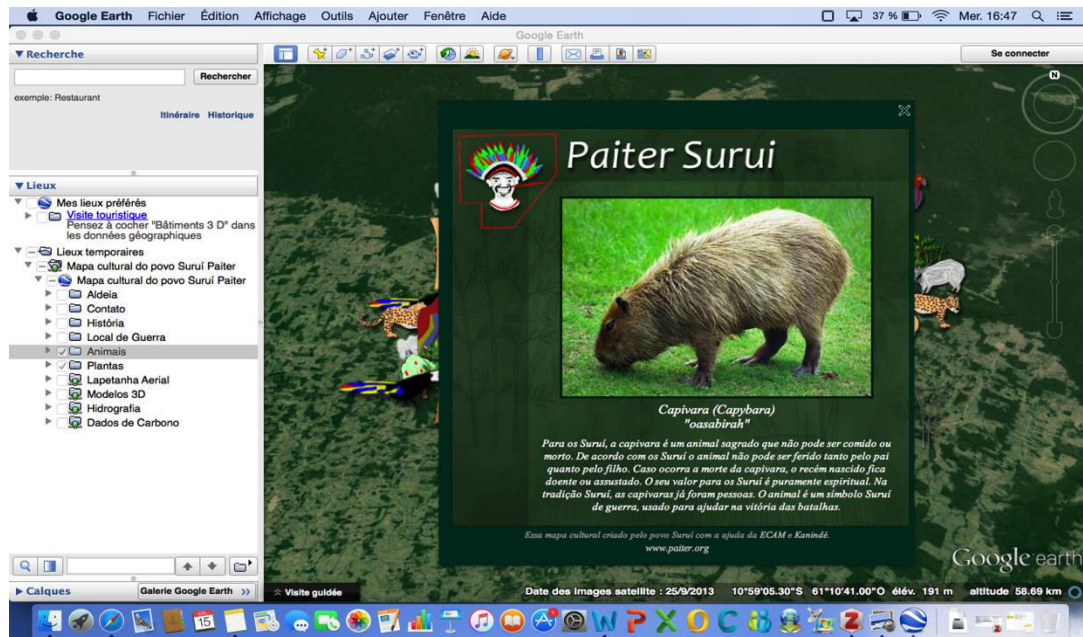 Google Earth Fichier Édition Affichage Outils Ajouter Fenêtre Aide 37 % Mer. 16:47
Google Earth
Recherche
Se connecter
Rechercher
exemple: Restaurant
Itinéraire Historique
Lieux
Mes lieux préférés
Visite touristique
Pensez à cocher "Bâtiments 3 D" dans
les données géographiques
Lieux temporaires
Mapa cultural do povo Suruí Paiter
Mapa cultural do povo Suruí Paiter
Aldeia
Contato
História
Local de Guerra
Animais
Plantas
Lapetanha Aerial
Modelos 3D
Hidrografia
Dados de Carbono
Calques
Galerie Google Earth >>
N
Paiter Surui
Capivara (Capybara)
"oasabirah"
Para os Suruí, a capivara é um animal sagrado que não pode ser comido ou
morto. De acordo com os Suruí o animal não pode ser ferido tanto pelo pai
quanto pelo filho. Caso ocorra a morte da capivara, o recém nascido fica
doente ou assustado. O seu valor para os Suruí é puramente espiritual. Na
tradição Suruí, as capivaras já foram pessoas. O animal é um símbolo Suruí
de guerra, usado para ajudar na vitória das batalhas.
Essa mapa cultural criado pelo povo Suruí com a ajuda da ECAM e Kanindé.
www.paiter.org
Google earth
Visite guidée
Date des images satellite : 25/9/2013 10°59'05.30"S 61°10'41.00"O élév. 191 m altitude 58.69 km
15